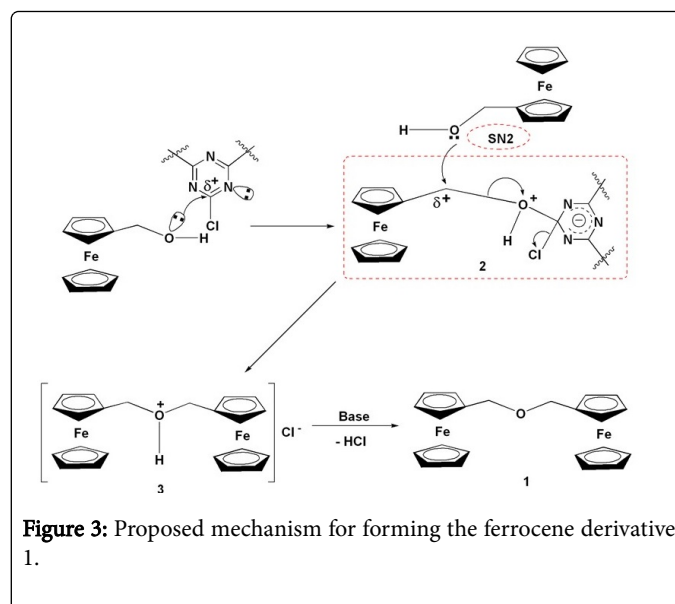 Fe
H
O
SN2
N
N
N
δ+
Cl
O
H
Fe
δ+
O
+
H
Cl
N
N
N
−
Fe
2
O
+
H
Fe
Fe
3
Cl -
Base
- HCl
O
Fe
Fe
1
Figure 3: Proposed mechanism for forming the ferrocene derivative
1.